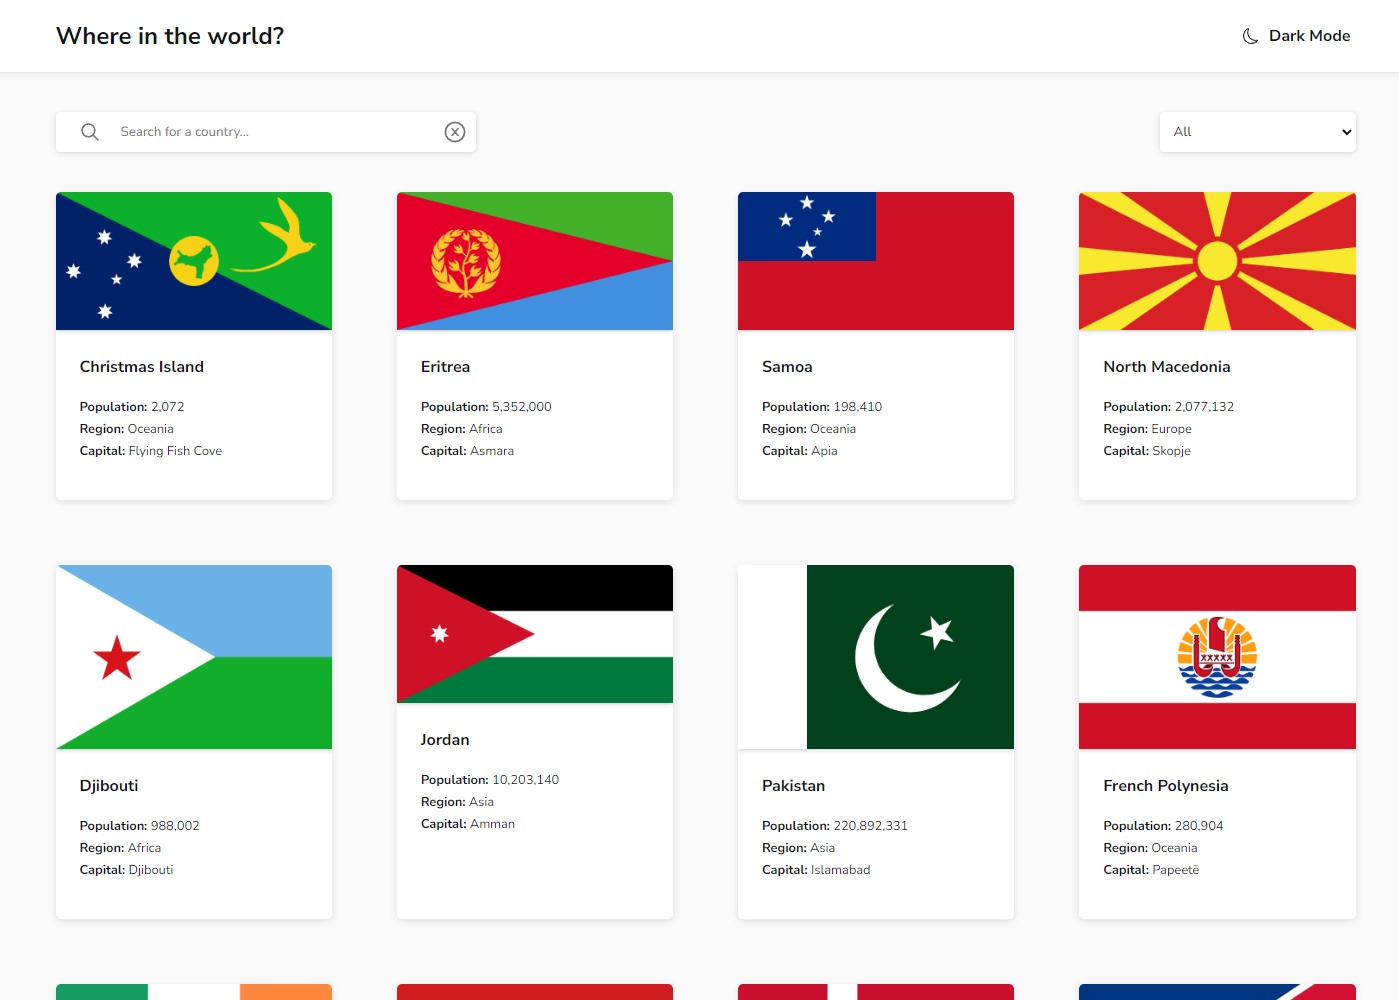 Where in the world?
Dark Mode
Search for a country...
All
Christmas Island
Population: 2,072
Region: Oceania
Capital: Flying Fish Cove
Eritrea
Population: 5,352,000
Region: Africa
Capital: Asmara
Samoa
Population: 198,410
Region: Oceania
Capital: Apia
North Macedonia
Population: 2,077,132
Region: Europe
Capital: Skopje
Djibouti
Population: 988,002
Region: Africa
Capital: Djibouti
Jordan
Population: 10,203,140
Region: Asia
Capital: Amman
Pakistan
Population: 220,892,331
Region: Asia
Capital: Islamabad
French Polynesia
Population: 280,904
Region: Oceania
Capital: Papeetē